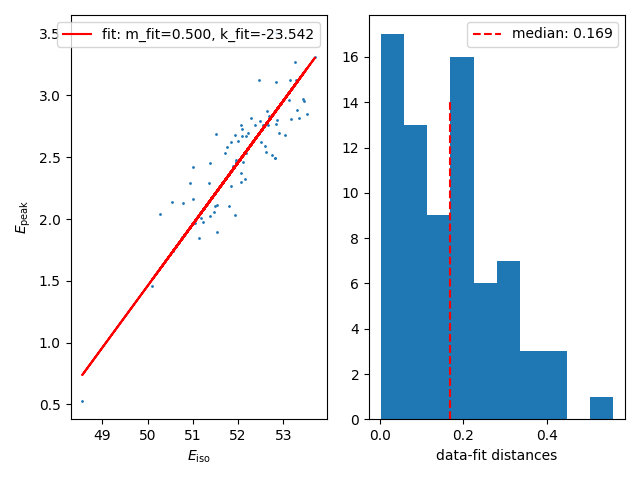 fit: m_fit=0.500, k_fit=-23.542
3.5
3.0
2.5
2.0
1.5
1.0
0.5
E_peak
49 50 51 52 53
E_iso
median: 0.169
16
14
12
10
8
6
4
2
0
0.0 0.2 0.4
data-fit distances